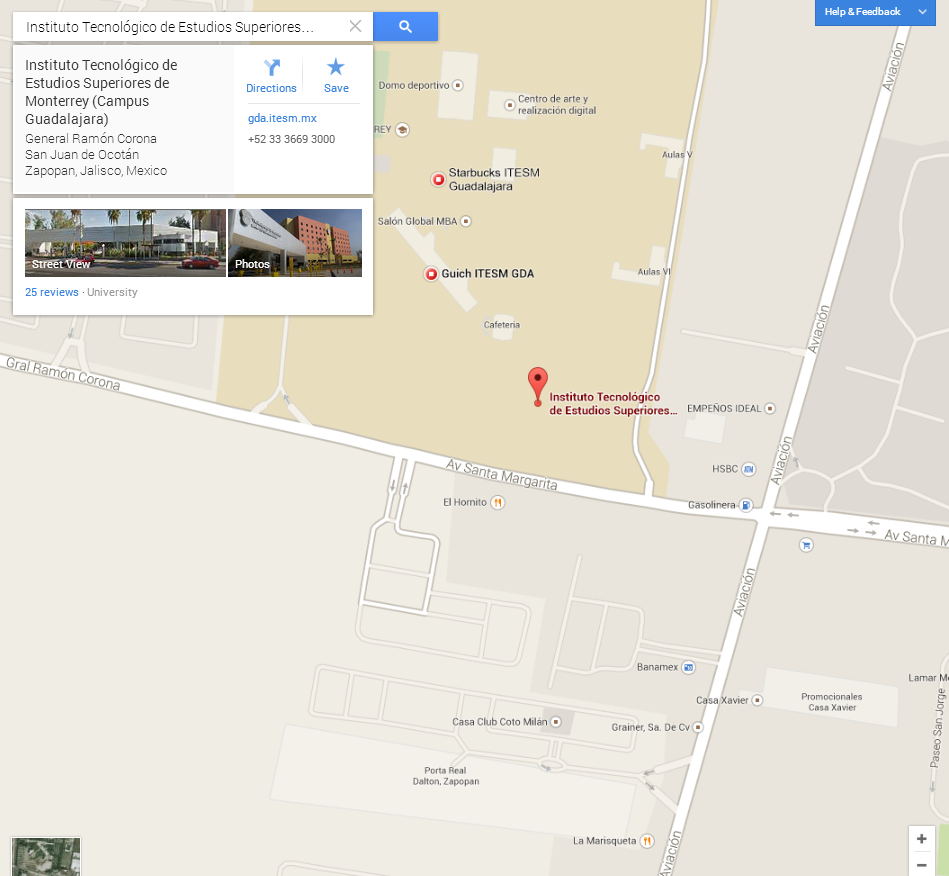 Instituto Tecnológico de Estudios Superiores...
Help & Feedback
Instituto Tecnológico de
Estudios Superiores de
Monterrey (Campus
Guadalajara)
General Ramón Corona
San Juan de Ocotán
Zapopan, Jalisco, Mexico
Directions
Save
gda.itesm.mx
+52 33 3669 3000
Street View
Photos
25 reviews · University
Domo deportivo
Centro de arte y
realización digital
REY
Aulas V
Starbucks ITESM
Guadalajara
Salón Global MBA
Guich ITESM GDA
Aulas VI
Cafeteria
Aviación
Aviación
Gral Ramón Corona
Instituto Tecnológico
de Estudios Superiores...
EMPEÑOS IDEAL
Aviación
HSBC
Av Santa Margarita
El Hornito
Gasolinera
Av Santa M
Aviación
Banamex
Lamar Me
Casa Xavier
Promocionales
Casa Xavier
Paseo San Jorge
Casa Club Coto Milán
Grainer, Sa. De Cv
Porta Real
Dalton, Zapopan
La Marisqueta
Aviación
+
−